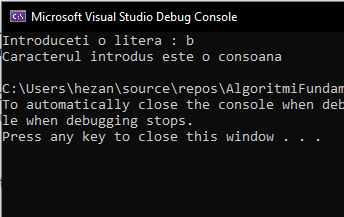 Microsoft Visual Studio Debug Console
Introduceti o litera : b
Caracterul introdus este o consoana
C:\Users\hezan\source\repos\AlgoritmiFundam
To automatically close the console when deb
le when debugging stops.
Press any key to close this window . . .